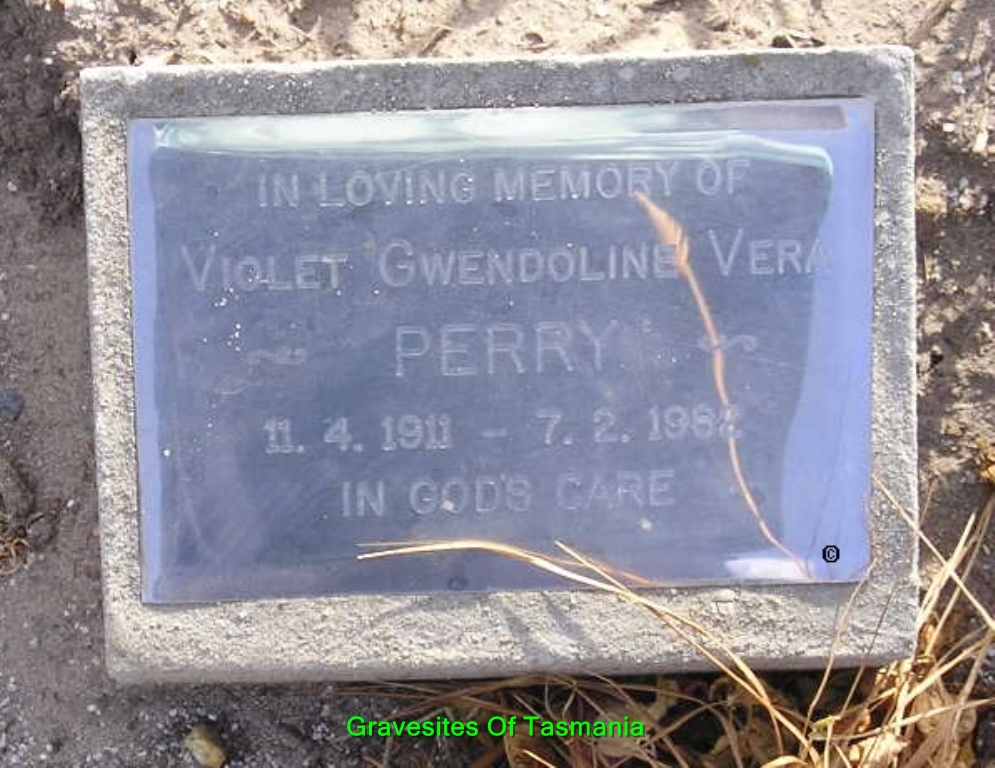 IN LOVING MEMORY OF
VIOLET GWENDOLINE VERA
~ PERRY ~
11. 4. 1911 – 7. 2. 1982
IN GOD'S CARE
©
Gravesites Of Tasmania